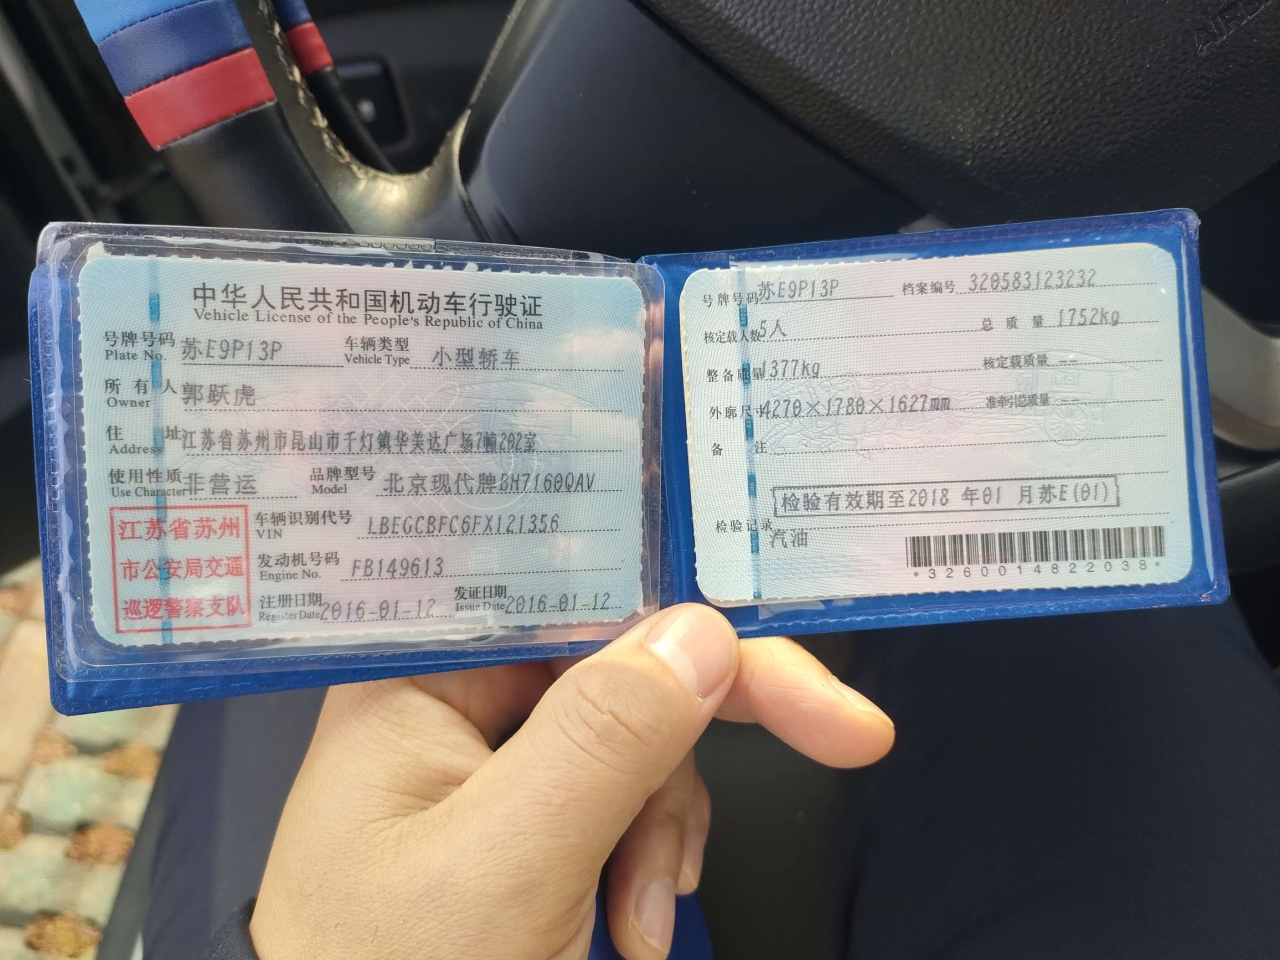 中华人民共和国机动车行驶证
Vehicle License of the People's Republic of China
号牌号码 Plate No. 苏E9P13P 车辆类型 Vehicle Type 小型轿车
所有人 Owner 郭跃虎
住址 Address 江苏省苏州市昆山市千灯镇华美达广场7幢202室
使用性质 Use Character 非营运 品牌型号 Model 北京现代牌BH7160QAV
江苏省苏州
市公安局交通
巡逻警察支队
车辆识别代号 VIN LBEGCBFC6FX121356
发动机号码 Engine No. FB149613
注册日期 Register Date 2016-01-12 发证日期 Issue Date 2016-01-12
号牌号码 苏E9P13P 档案编号 320583123232
核定载人数 5人 总质量 1752kg
整备质量 1377kg 核定载质量 --
外廓尺寸 4270×1780×1627mm 准牵引总质量 --
备注
检验有效期至2018年01月苏E(01)
检验记录
汽油
*3260014822038*